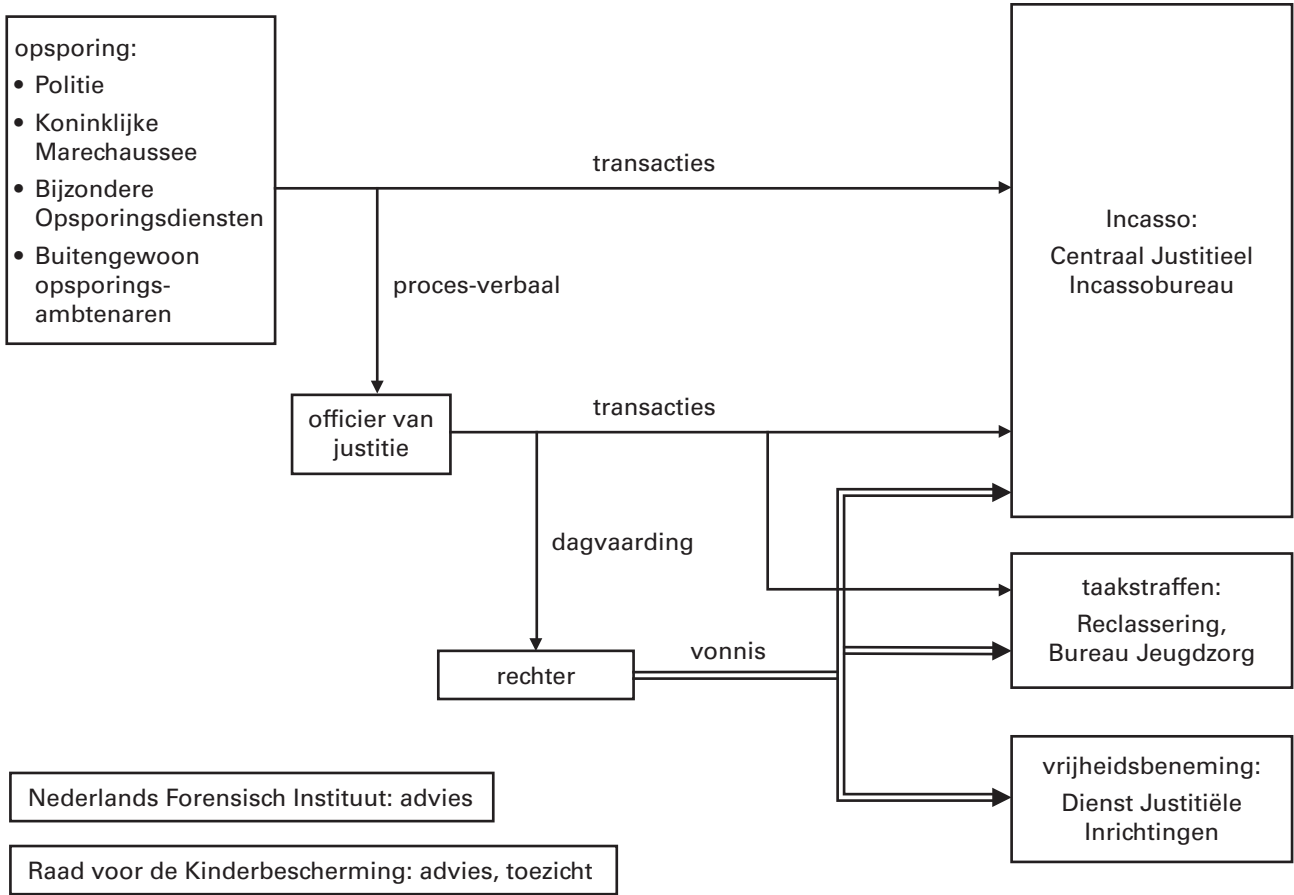 opsporing:
• Politie
• Koninklijke
Marechaussee
• Bijzondere
Opsporingsdiensten
• Buitengewoon
opsporings-
ambtenaren
transacties
proces-verbaal
Incasso:
Centraal Justitieel
Incassobureau
officier van
justitie
transacties
dagvaarding
taakstraffen:
Reclassering,
Bureau Jeugdzorg
rechter
vonnis
vrijheidsbeneming:
Dienst Justitiële
Inrichtingen
Nederlands Forensisch Instituut: advies
Raad voor de Kinderbescherming: advies, toezicht